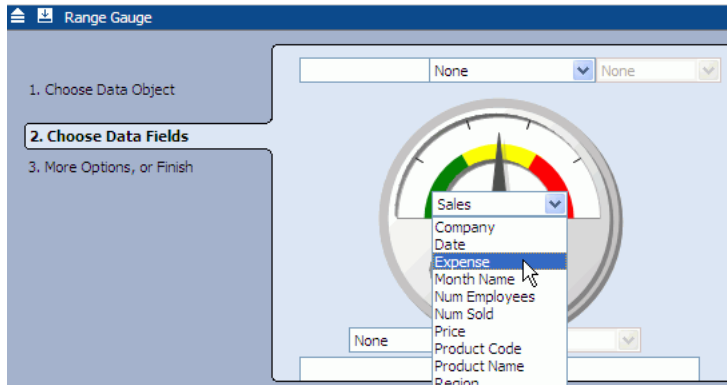 Range Gauge
1. Choose Data Object
2. Choose Data Fields
3. More Options, or Finish
None None
Sales
Company
Date
Expense
Month Name
Num Employees
Num Sold
Price
Product Code
Product Name
Region
None